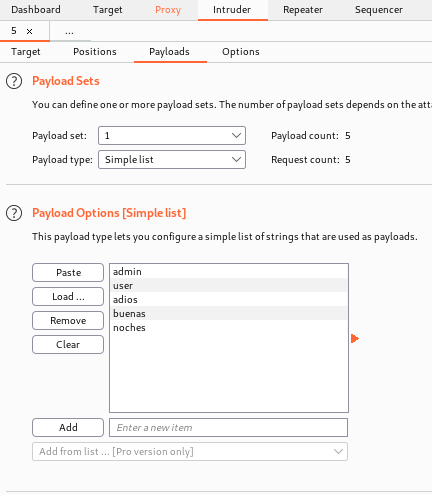 Dashboard Target Proxy Intruder Repeater Sequencer
5 × ...
Target Positions Payloads Options
? Payload Sets
You can define one or more payload sets. The number of payload sets depends on the atta
Payload set: 1 Payload count: 5
Payload type: Simple list Request count: 5
? Payload Options [Simple list]
This payload type lets you configure a simple list of strings that are used as payloads.
Paste admin
user
Load ... adios
buenas
Remove noches
Clear
Add Enter a new item
Add from list ... [Pro version only]